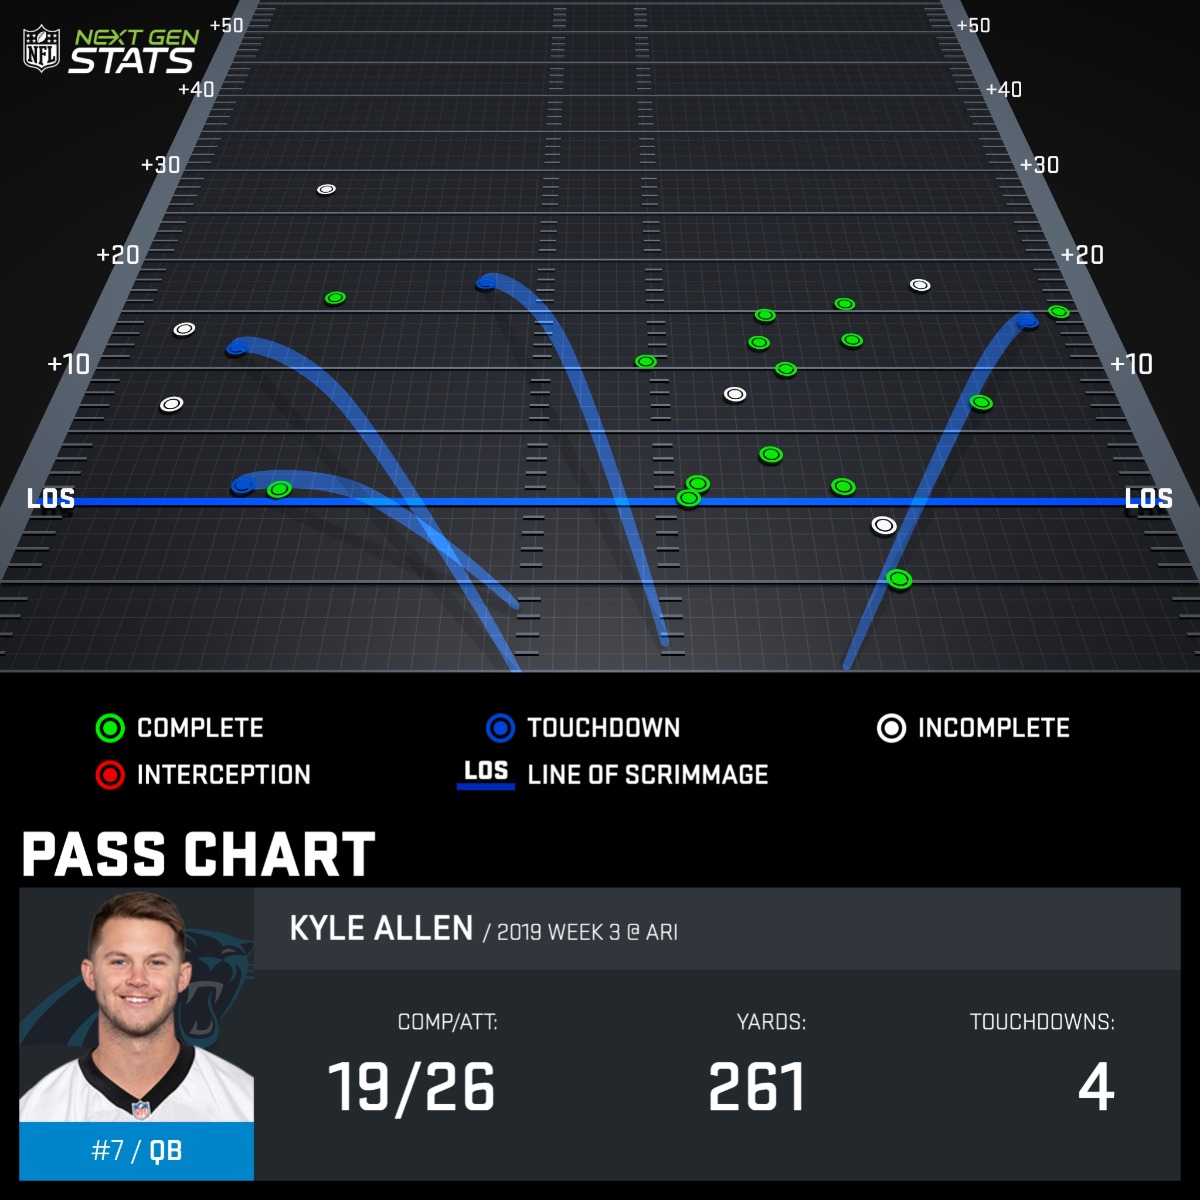 +50 +50
NFL NEXT GEN
STATS
+40 +40
+30 +30
+20 +20
+10 +10
LOS LOS
COMPLETE TOUCHDOWN INCOMPLETE
INTERCEPTION LOS LINE OF SCRIMMAGE
PASS CHART
KYLE ALLEN / 2019 WEEK 3 @ ARI
COMP/ATT: YARDS: TOUCHDOWNS:
19/26 261 4
#7 / QB